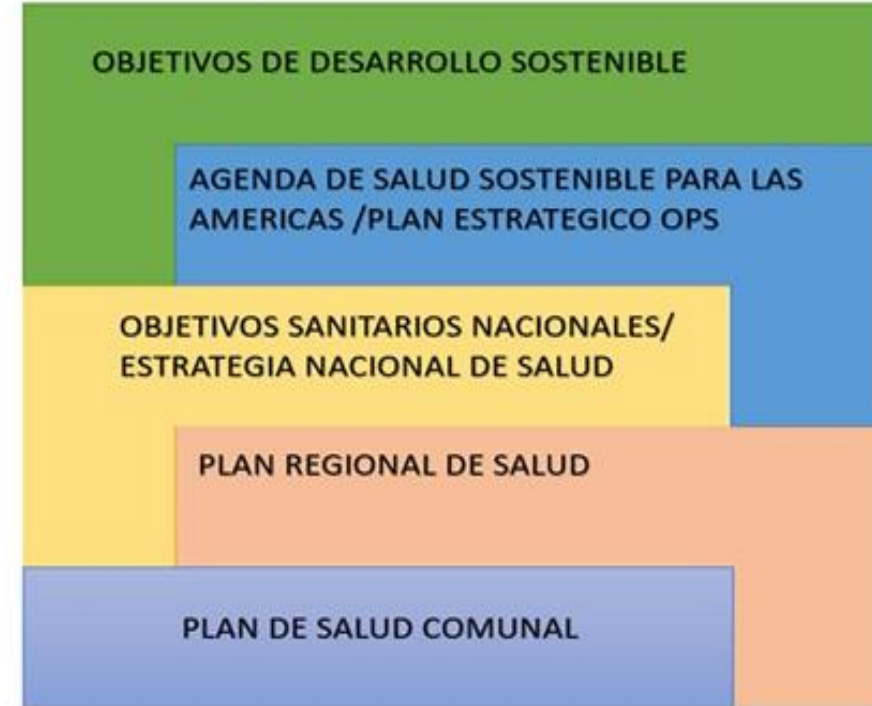 OBJETIVOS DE DESARROLLO SOSTENIBLE
AGENDA DE SALUD SOSTENIBLE PARA LAS
AMERICAS /PLAN ESTRATEGICO OPS
OBJETIVOS SANITARIOS NACIONALES/
ESTRATEGIA NACIONAL DE SALUD
PLAN REGIONAL DE SALUD
PLAN DE SALUD COMUNAL